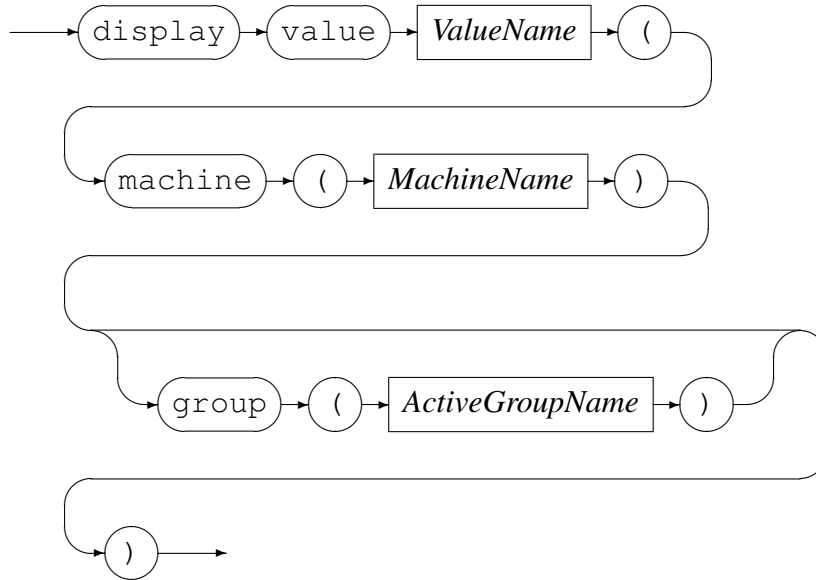 display value ValueName (
machine ( MachineName )
group ( ActiveGroupName )
)